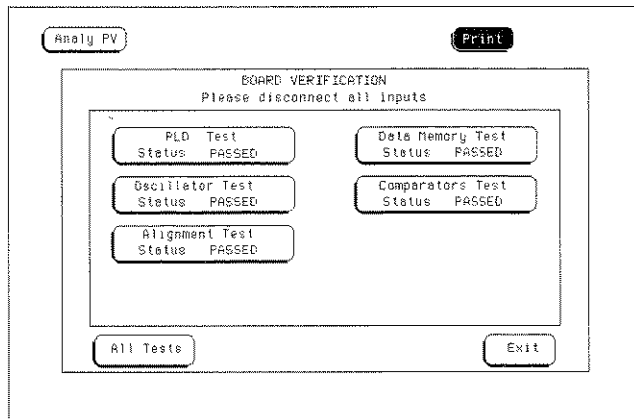 Analy PV
Print
BOARD VERIFICATION
Please disconnect all inputs
PLD Test
Status PASSED
Data Memory Test
Status PASSED
Oscillator Test
Status PASSED
Comparators Test
Status PASSED
Alignment Test
Status PASSED
All Tests
Exit